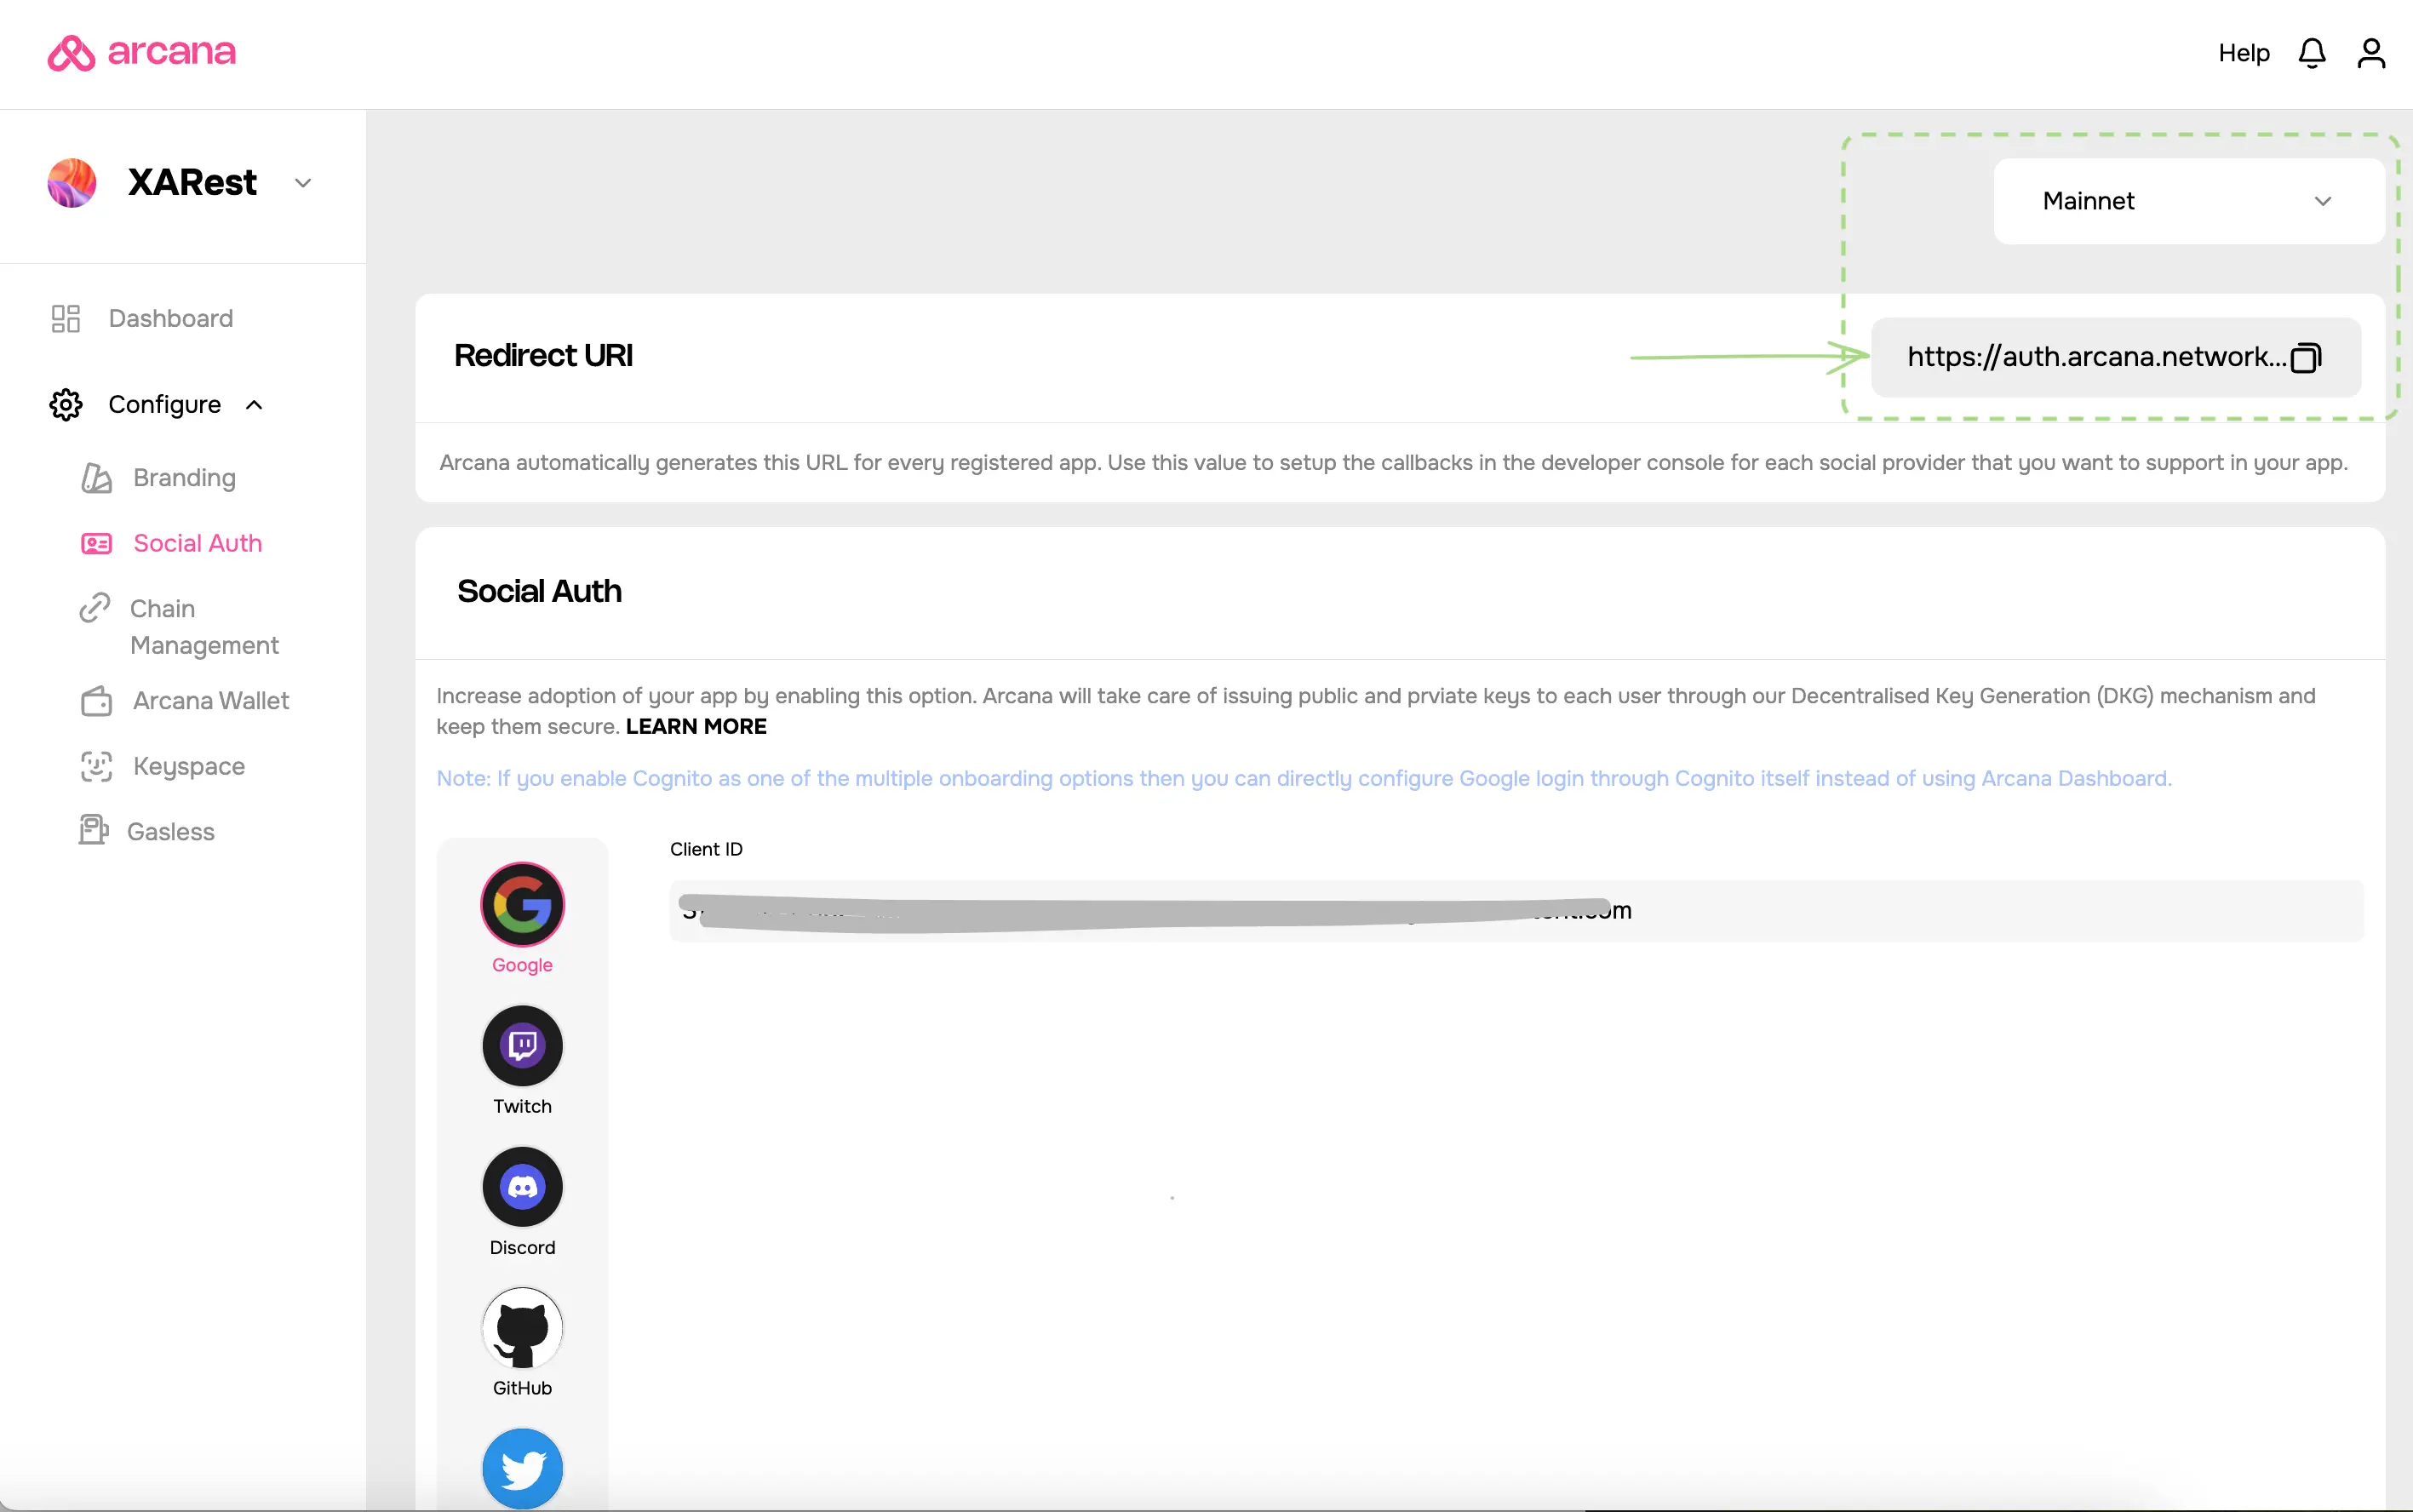 arcana
Help
XARest
Mainnet
Dashboard
Redirect URI
https://auth.arcana.network...
Configure
Arcana automatically generates this URL for every registered app. Use this value to setup the callbacks in the developer console for each social provider that you want to support in your app.
Branding
Social Auth
Chain
Management
Arcana Wallet
Keyspace
Gasless
Social Auth
Increase adoption of your app by enabling this option. Arcana will take care of issuing public and prviate keys to each user through our Decentralised Key Generation (DKG) mechanism and
keep them secure. LEARN MORE
Note: If you enable Cognito as one of the multiple onboarding options then you can directly configure Google login through Cognito itself instead of using Arcana Dashboard.
Client ID
Google
Twitch
Discord
GitHub